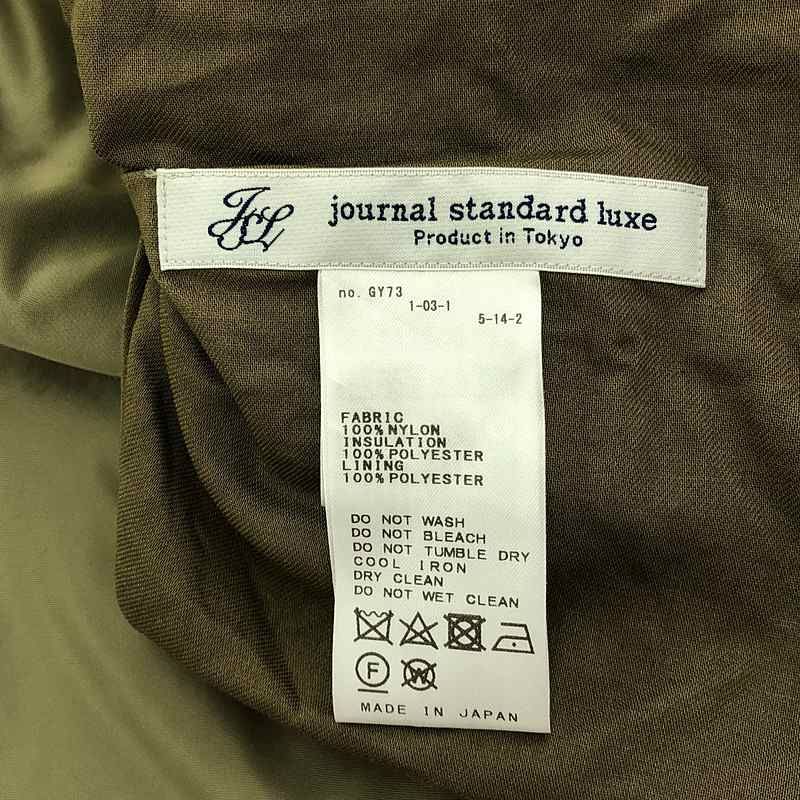 JSL
journal standard luxe
Product in Tokyo
no. GY73
1-03-1
5-14-2
FABRIC
100%NYLON
INSULATION
100%POLYESTER
LINING
100%POLYESTER
DO NOT WASH
DO NOT BLEACH
DO NOT TUMBLE DRY
COOL IRON
DRY CLEAN
DO NOT WET CLEAN
F W
MADE IN JAPAN